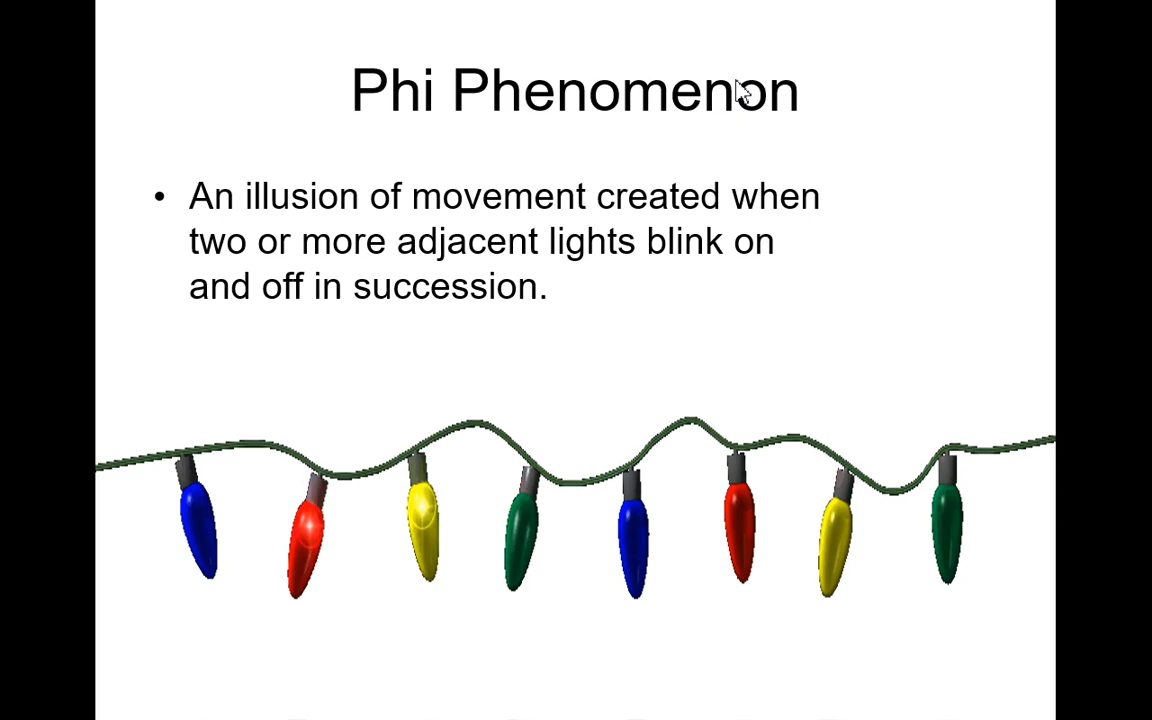 Phi Phenomenon
• An illusion of movement created when
two or more adjacent lights blink on
and off in succession.